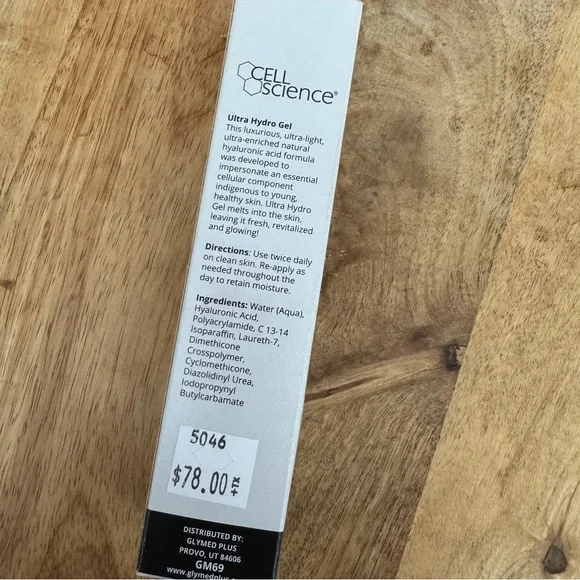 CELL
SCIENCE®
Ultra Hydro Gel
This luxurious, ultra-light,
ultra-enriched natural
hyaluronic acid formula
was developed to
impersonate an essential
cellular component
indigenous to young,
healthy skin. Ultra Hydro
Gel melts into the skin,
leaving it fresh, revitalized
and glowing!
Directions: Use twice daily
on clean skin. Re-apply as
needed throughout the
day to retain moisture.
Ingredients: Water (Aqua),
Hyaluronic Acid,
Polyacrylamide, C 13-14
Isoparaffin, Laureth-7,
Dimethicone
Crosspolymer,
Cyclomethicone,
Diazolidinyl Urea,
Iodopropynyl
Butylcarbamate
5046
$78.00 +TX
DISTRIBUTED BY:
GLYMED PLUS
PROVO, UT 84606
GM69
www.glymedplus.c